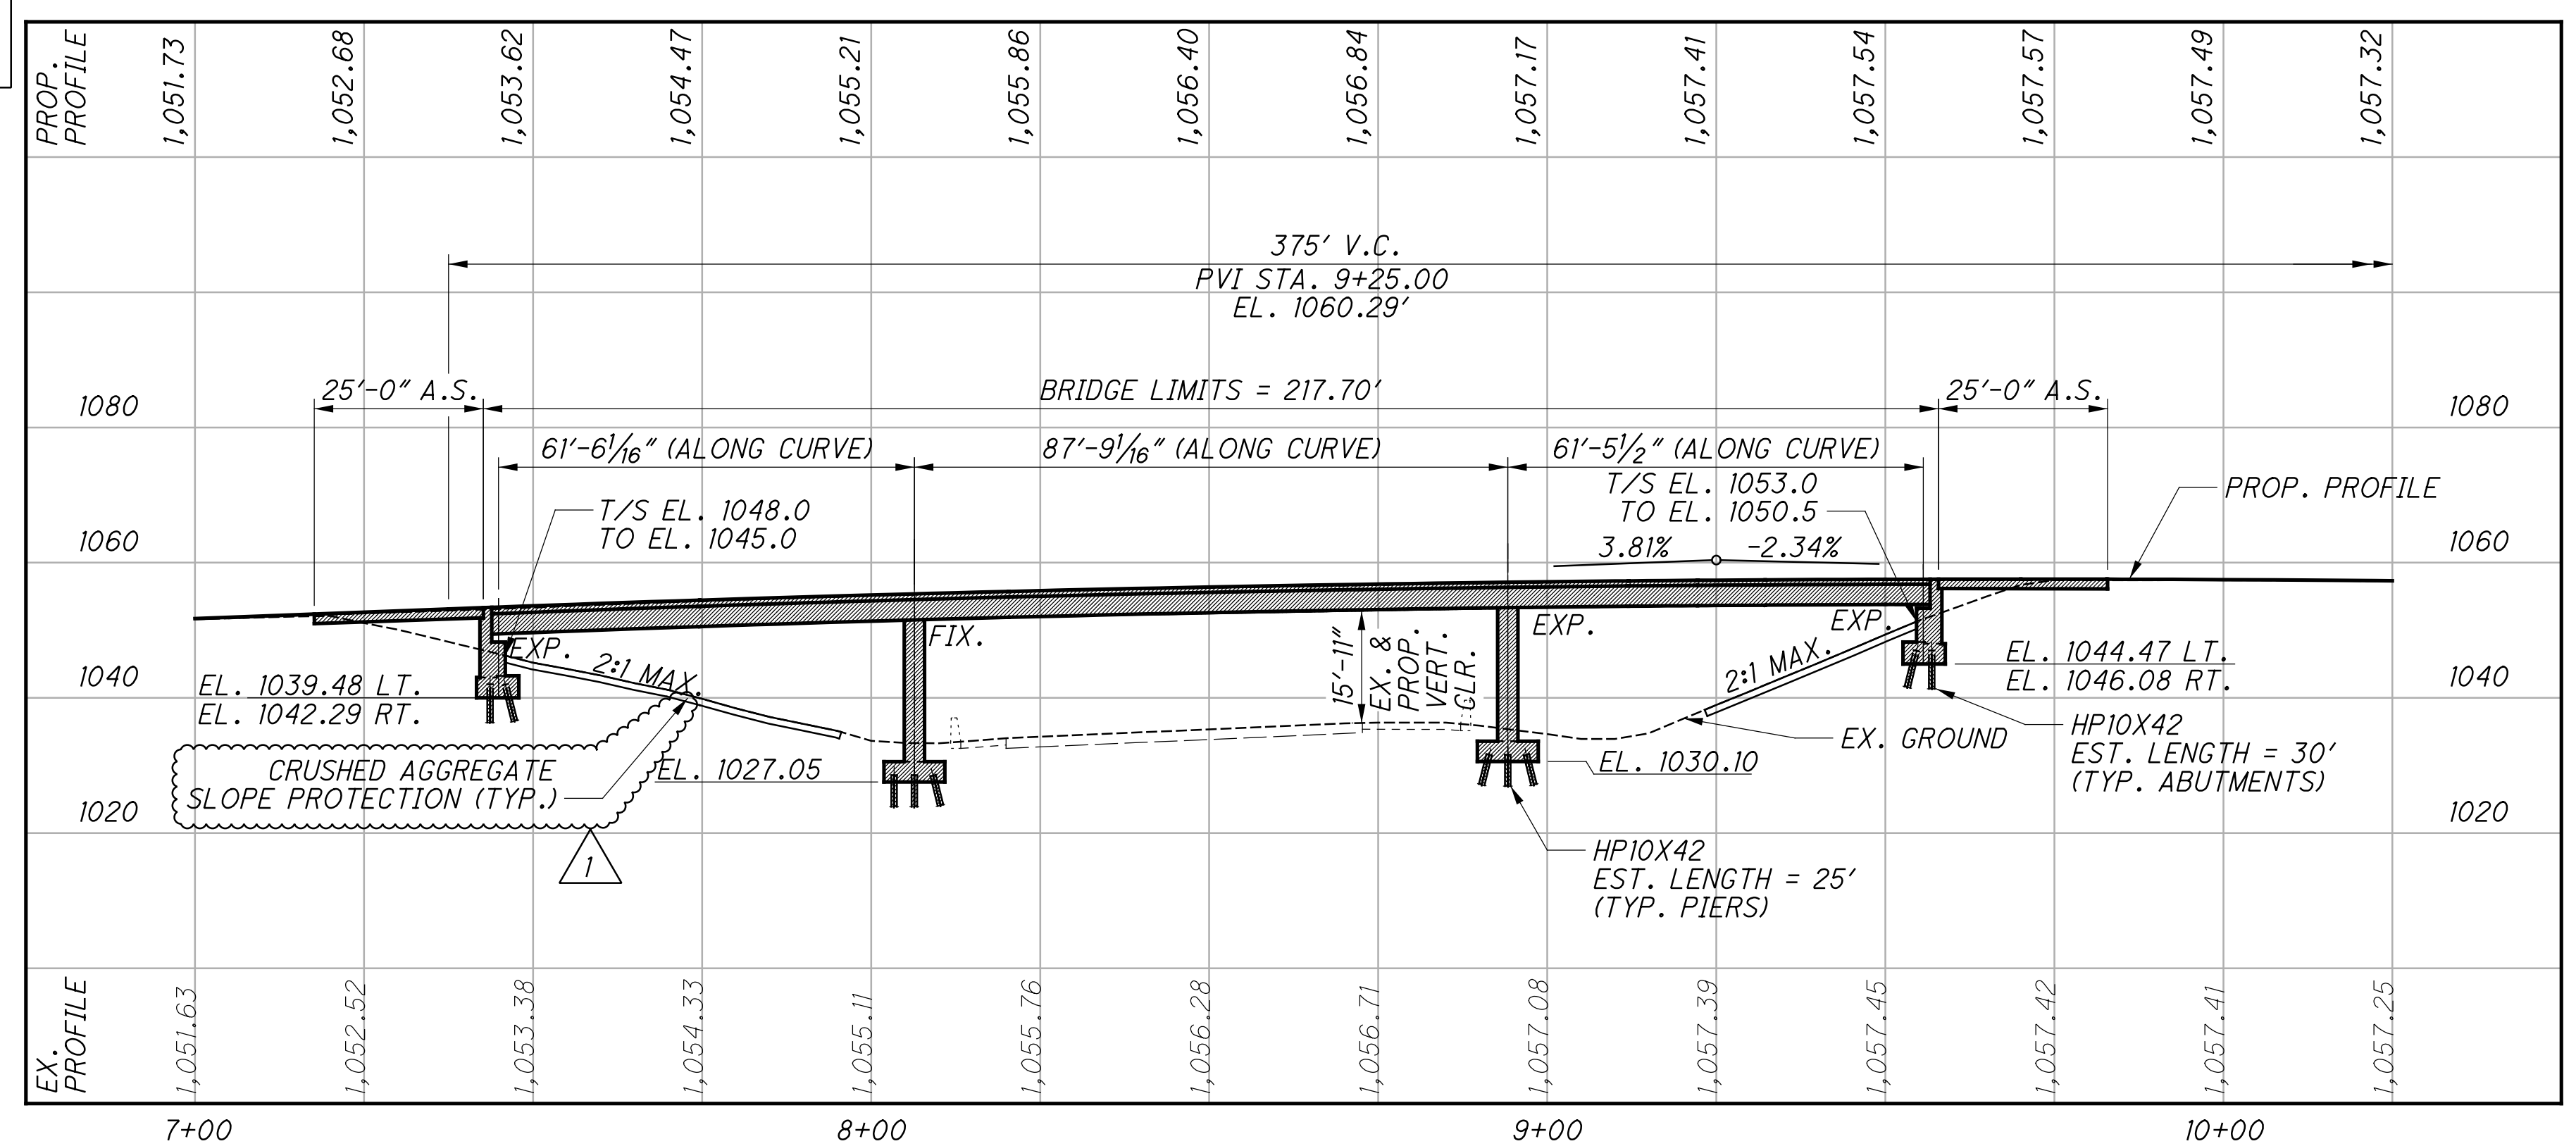 PROP.
PROFILE
1,051.73
1,052.68
1,053.62
1,054.47
1,055.21
1,055.86
1,056.40
1,056.84
1,057.17
1,057.41
1,057.54
1,057.57
1,057.49
1,057.32
375' V.C.
PVI STA. 9+25.00
EL. 1060.29'
25'-0" A.S.
BRIDGE LIMITS = 217.70'
25'-0" A.S.
1080
1080
61'-6 1/16" (ALONG CURVE)
87'-9 1/16" (ALONG CURVE)
61'-5 1/2" (ALONG CURVE)
T/S EL. 1048.0
TO EL. 1045.0
T/S EL. 1053.0
TO EL. 1050.5
PROP. PROFILE
1060
3.81%
-2.34%
1060
EXP.
FIX.
EXP.
EXP.
2:1 MAX.
15'-11"
EX. &
PROP.
VERT.
CLR.
2:1 MAX.
1040
1040
EL. 1039.48 LT.
EL. 1042.29 RT.
EL. 1044.47 LT.
EL. 1046.08 RT.
CRUSHED AGGREGATE
SLOPE PROTECTION (TYP.)
1
EL. 1027.05
EL. 1030.10
EX. GROUND
HP10X42
EST. LENGTH = 30'
(TYP. ABUTMENTS)
1020
1020
HP10X42
EST. LENGTH = 25'
(TYP. PIERS)
EX.
PROFILE
1,051.63
1,052.52
1,053.38
1,054.33
1,055.11
1,055.76
1,056.28
1,056.71
1,057.08
1,057.39
1,057.45
1,057.42
1,057.41
1,057.25
7+00
8+00
9+00
10+00